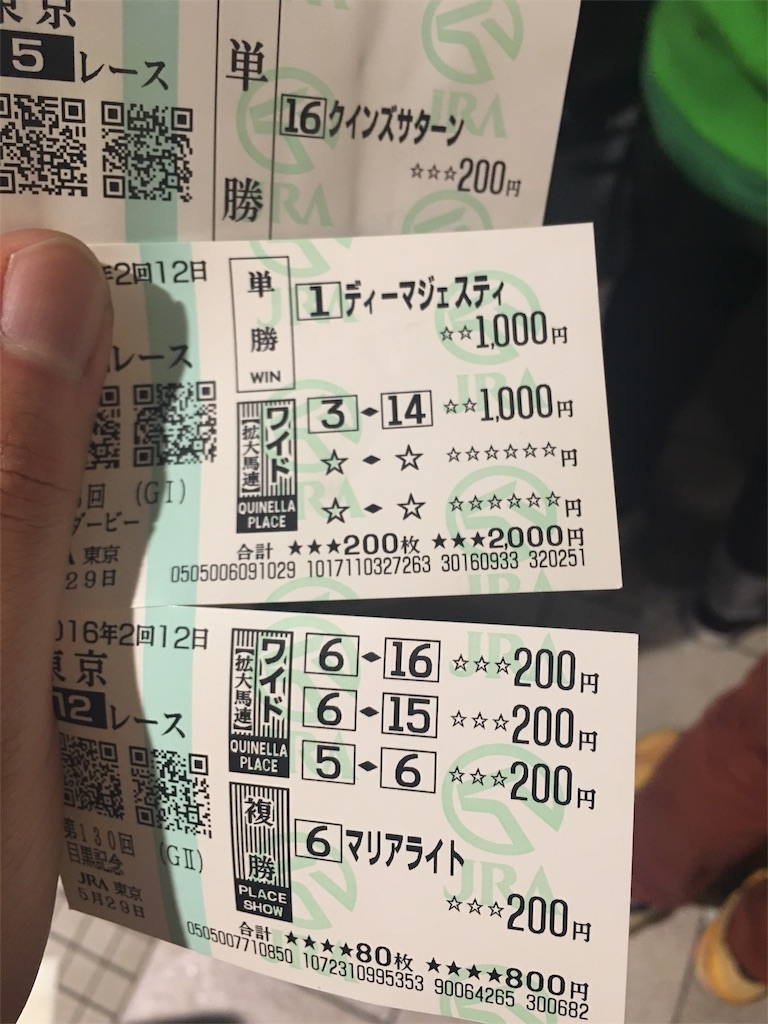 東京
5 レース
単勝
16 クインズサターン
☆☆☆200円
年2回12日
レース
単勝
WIN
1 ディーマジェスティ
☆☆1,000円
ワイド
【拡大馬連】
QUINELLA
PLACE
3 - 14 ☆☆1,000円
☆ - ☆ ☆☆☆☆☆☆円
☆ - ☆ ☆☆☆☆☆☆円
回 (GⅠ)
ダービー
東京
29日
合計 ★★★200枚 ★★★2,000円
0505006091029 1017110327263 30160933 320251
016年2回12日
東京
12 レース
ワイド
【拡大馬連】
QUINELLA
PLACE
6 - 16 ☆☆☆200円
6 - 15 ☆☆☆200円
5 - 6 ☆☆☆200円
複勝
PLACE
SHOW
6 マリアライト
☆☆☆200円
第130回
目黒記念 (GⅡ)
JRA 東京
5月29日
合計 ★★★★80枚 ★★★★800円
0505007710850 1072310995353 90064265 300682
JRA
JRA
JRA
JRA